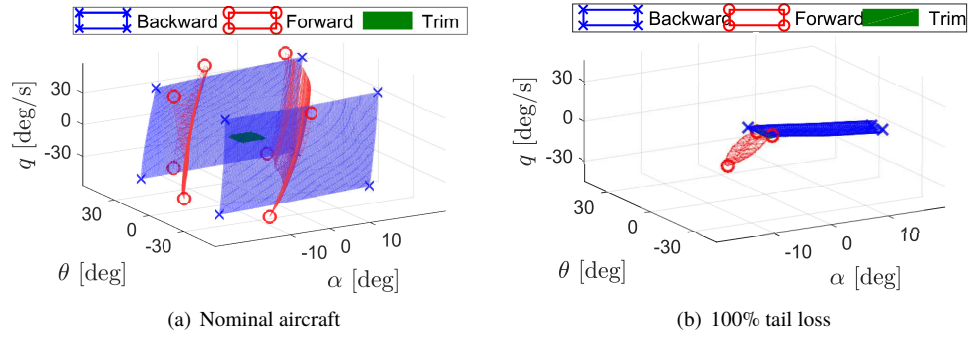 Backward Forward Trim
q [deg/s]
30
0
-30
30
0
-30
θ [deg]
-10
0
10
α [deg]
(a) Nominal aircraft
Backward Forward Trim
q [deg/s]
30
0
-30
30
0
-30
θ [deg]
-10
0
10
α [deg]
(b) 100% tail loss